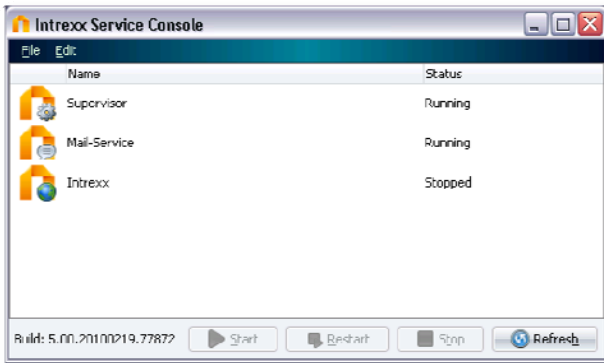 Intrexx Service Console
File Edit
Name Status
Supervisor Running
Mail-Service Running
Intrexx Stopped
Build: 5.00.20100219.77872 Start Restart Stop Refresh